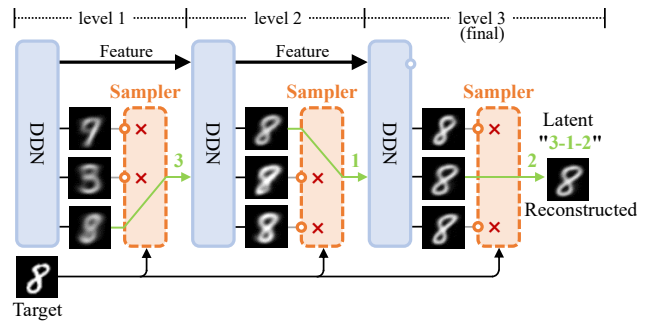 level 1
level 2
level 3
(final)
Feature
Feature
Sampler
Sampler
Sampler
DDN
DDN
DDN
3
1
2
Latent
"3-1-2"
Reconstructed
Target